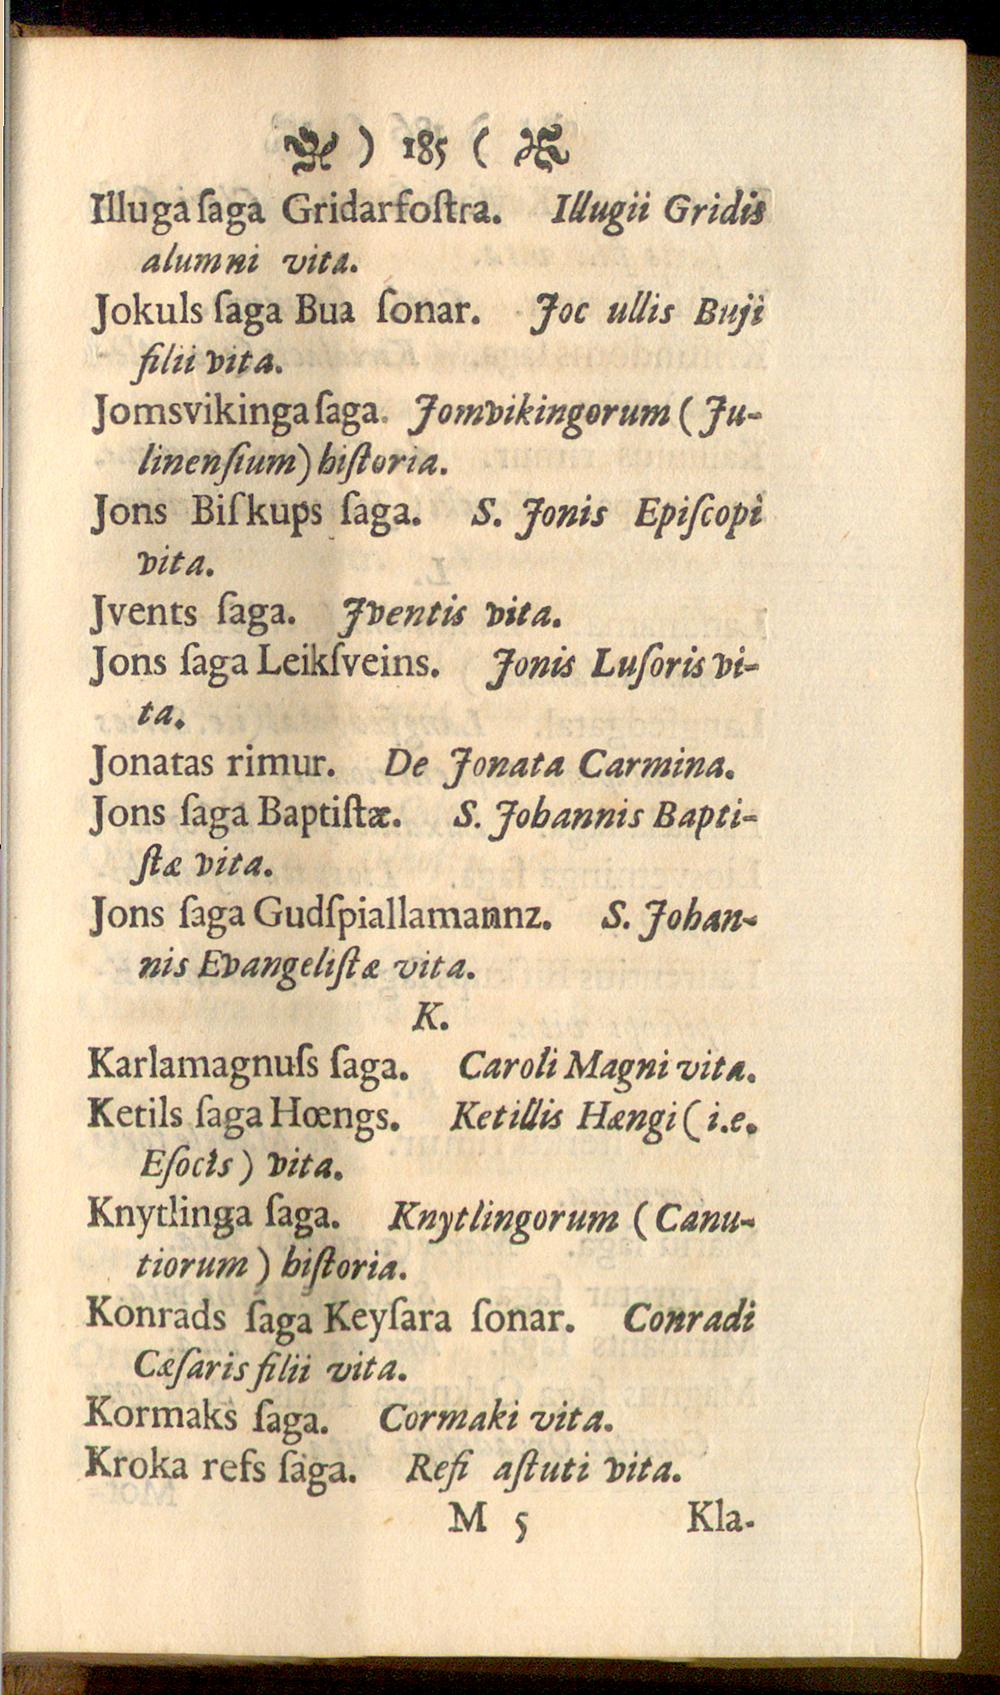 ) 185 (
Illuga ſaga Gridarfoſtra. Illugii Gridis
alumni vita.
Jokuls ſaga Bua ſonar. Joc ullis Buji
filii vita.
Jomsvikinga ſaga. Jomvikingorum ( Ju-
linenſium) hiſtoria.
Jons Biſkups ſaga. S. Jonis Epiſcopi
vita.
Jvents ſaga. Jventis vita.
Jons ſaga Leikſveins. Jonis Luſoris vi-
ta.
Jonatas rimur. De Jonata Carmina.
Jons ſaga Baptiſtæ. S. Johannis Bapti-
ſtæ vita.
Jons ſaga Gudſpiallamannz. S. Johan-
nis Evangeliſtæ vita.
K.
Karlamagnuſs ſaga. Caroli Magni vita.
Ketils ſaga Hœngs. Ketillis Hængi ( i.e.
Eſocis ) vita.
Knytlinga ſaga. Knytlingorum ( Canu-
tiorum ) hiſtoria.
Konrads ſaga Keyſara ſonar. Conradi
Cæſaris filii vita.
Kormaks ſaga. Cormaki vita.
Kroka refs ſaga. Refi aſtuti vita.
M 5 Kla-